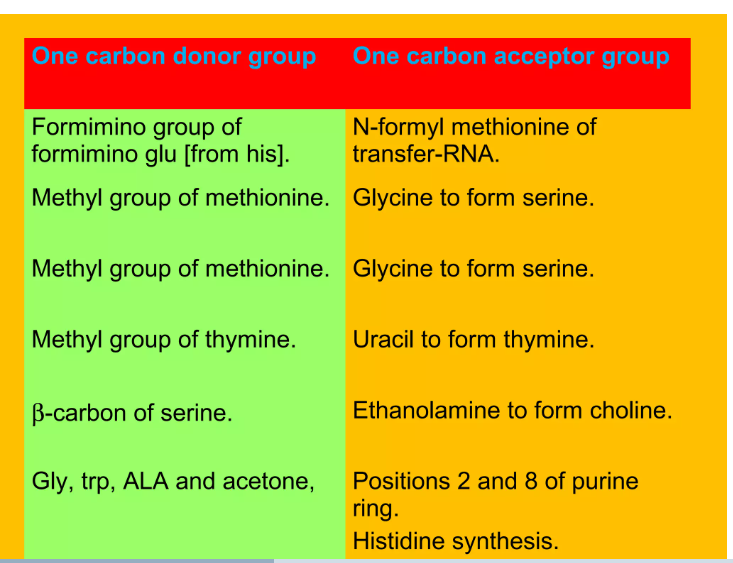 One carbon donor group
One carbon acceptor group
Formimino group of
formimino glu [from his].
N-formyl methionine of
transfer-RNA.
Methyl group of methionine.
Glycine to form serine.
Methyl group of methionine.
Glycine to form serine.
Methyl group of thymine.
Uracil to form thymine.
β-carbon of serine.
Ethanolamine to form choline.
Gly, trp, ALA and acetone,
Positions 2 and 8 of purine
ring.
Histidine synthesis.